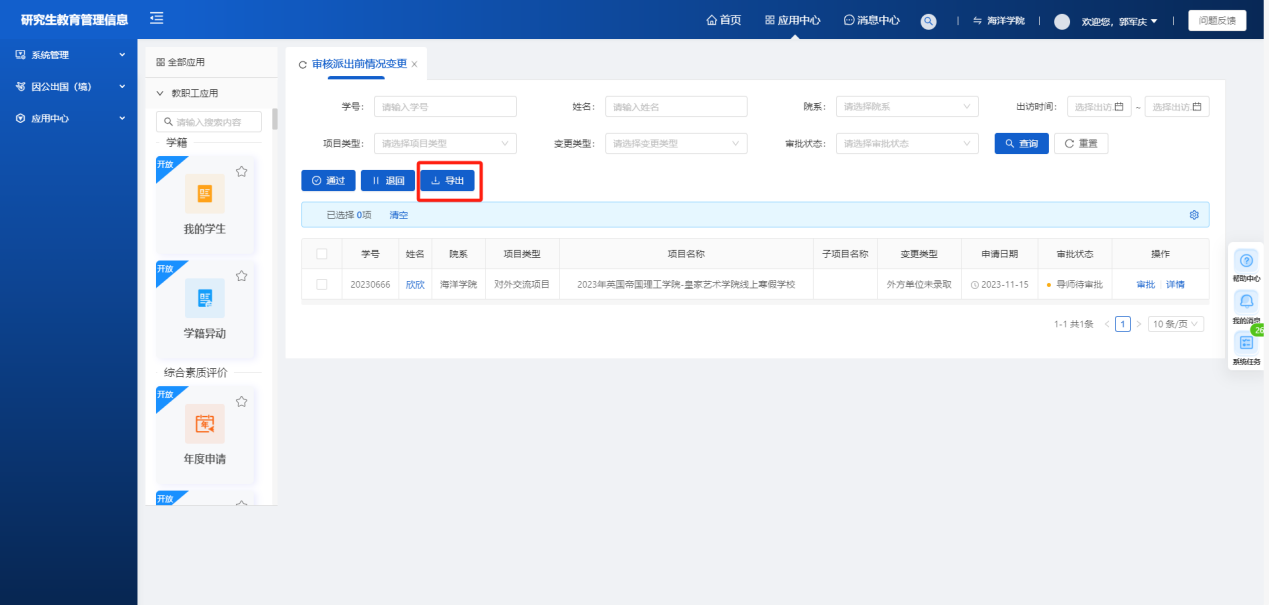 研究生教育管理信息
首页 应用中心 消息中心 海洋学院 欢迎您，郭军庆 问题反馈
系统管理
因公出国（境）
应用中心
全部应用
教职工应用
请输入搜索内容
学籍
开放
我的学生
开放
学籍异动
综合素质评价
开放
年度申请
开放
审核派出前情况变更 ×
学号： 请输入学号 姓名： 请输入姓名 院系： 请选择院系 出访时间： 选择出访 ~ 选择出访
项目类型： 请选择项目类型 变更类型： 请选择变更类型 审批状态： 请选择审批状态 查询 重置
通过 退回 导出
已选择 0项 清空
学号 姓名 院系 项目类型 项目名称 子项目名称 变更类型 申请日期 审批状态 操作
20230666 欣欣 海洋学院 对外交流项目 2023年英国帝国理工学院-皇家艺术学院线上寒假学校 外方单位未录取 2023-11-15 导师待审批 审批 详情
1-1 共1条 < 1 > 10 条/页
帮助中心
我的消息
26
系统任务